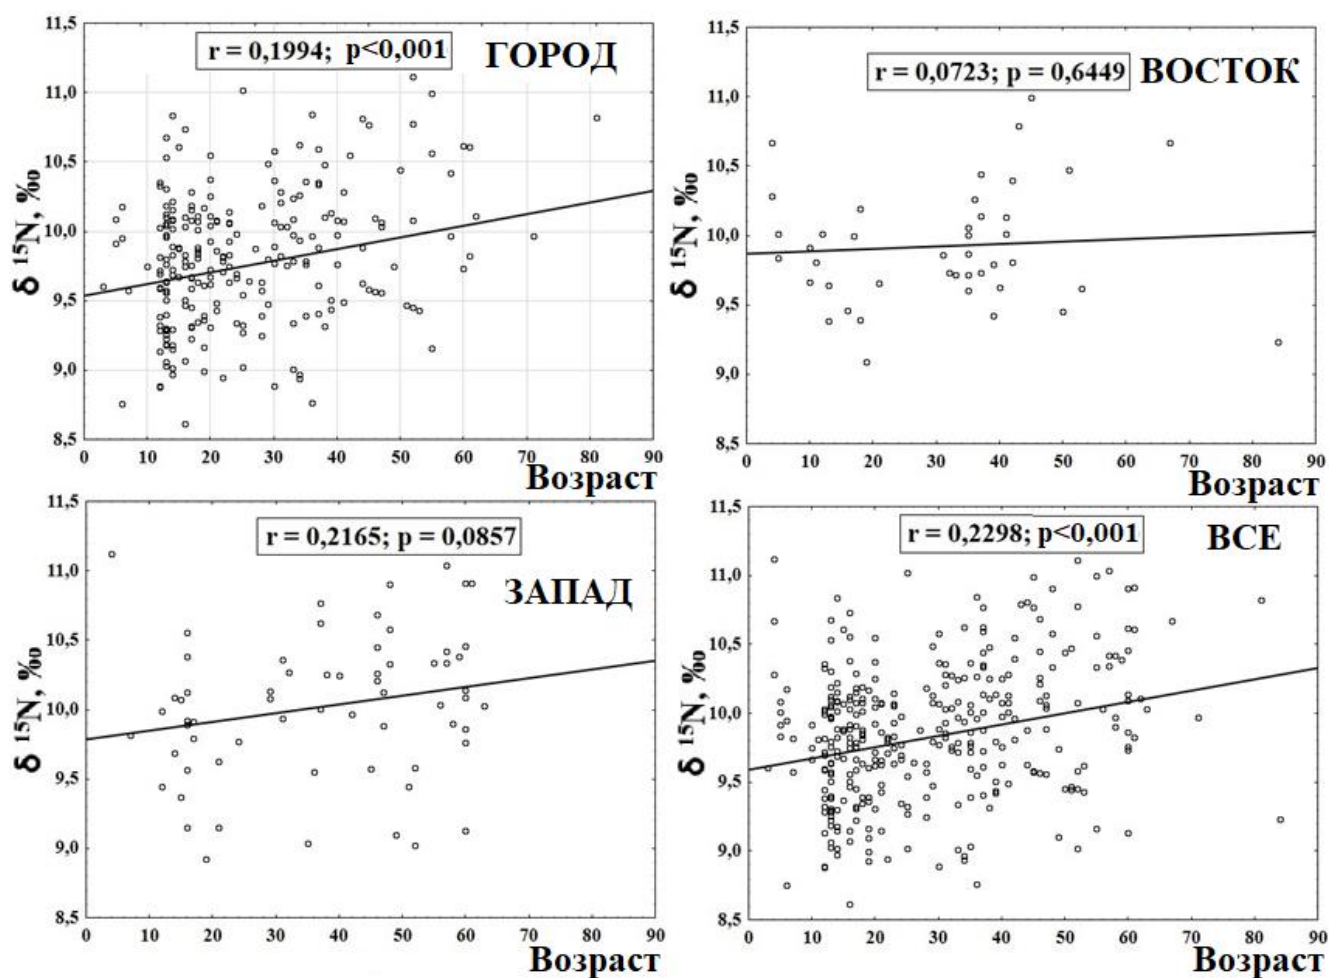 r = 0,1994; p<0,001
ГОРОД
δ ¹⁵N, ‰
11,5
11,0
10,5
10,0
9,5
9,0
8,5
0 10 20 30 40 50 60 70 80 90
Возраст
r = 0,0723; p = 0,6449
ВОСТОК
δ ¹⁵N, ‰
11,5
11,0
10,5
10,0
9,5
9,0
8,5
0 10 20 30 40 50 60 70 80 90
Возраст
r = 0,2165; p = 0,0857
ЗАПАД
δ ¹⁵N, ‰
11,5
11,0
10,5
10,0
9,5
9,0
8,5
0 10 20 30 40 50 60 70 80 90
Возраст
r = 0,2298; p<0,001
ВСЕ
δ ¹⁵N, ‰
11,5
11,0
10,5
10,0
9,5
9,0
8,5
0 10 20 30 40 50 60 70 80 90
Возраст